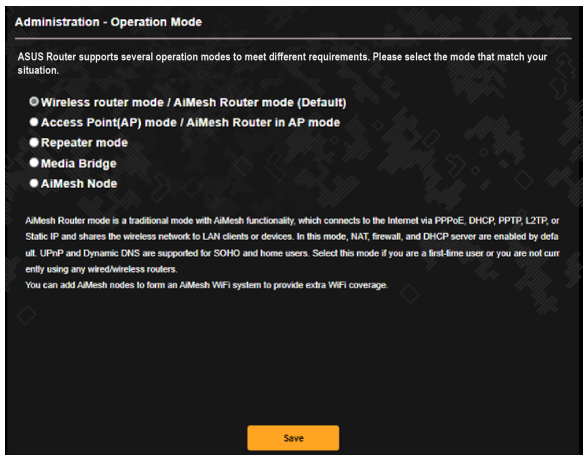 Administration - Operation Mode
ASUS Router supports several operation modes to meet different requirements. Please select the mode that match your
situation.
Wireless router mode / AiMesh Router mode (Default)
Access Point(AP) mode / AiMesh Router in AP mode
Repeater mode
Media Bridge
AiMesh Node
AiMesh Router mode is a traditional mode with AiMesh functionality, which connects to the Internet via PPPoE, DHCP, PPTP, L2TP, or
Static IP and shares the wireless network to LAN clients or devices. In this mode, NAT, firewall, and DHCP server are enabled by defa
ult. UPnP and Dynamic DNS are supported for SOHO and home users. Select this mode if you are a first-time user or you are not curr
ently using any wired/wireless routers.
You can add AiMesh nodes to form an AiMesh WiFi system to provide extra WiFi coverage.
Save